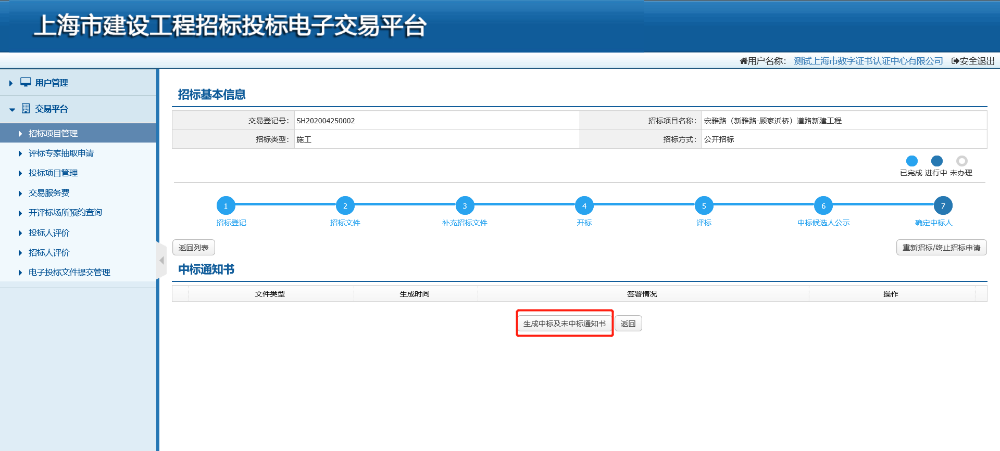 上海市建设工程招标投标电子交易平台
用户名称： 测试上海市数字证书认证中心有限公司 安全退出
用户管理
交易平台
招标项目管理
评标专家抽取申请
投标项目管理
交易服务费
开评标场所预约查询
投标人评价
招标人评价
电子投标文件提交管理
招标基本信息
交易登记号： SH202004250002 招标项目名称： 宏雅路（新雅路-顾家浜桥）道路新建工程
招标类型： 施工 招标方式： 公开招标
已完成 进行中 未办理
1 2 3 4 5 6 7
招标登记 招标文件 补充招标文件 开标 评标 中标候选人公示 确定中标人
返回列表 重新招标/终止招标申请
中标通知书
文件类型 生成时间 签署情况 操作
生成中标及未中标通知书 返回